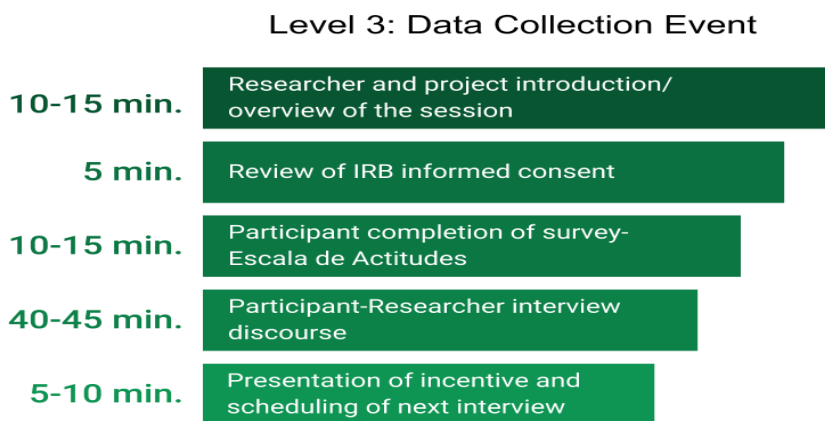 Level 3: Data Collection Event
10-15 min.
Researcher and project introduction/
overview of the session
5 min.
Review of IRB informed consent
10-15 min.
Participant completion of survey-
Escala de Actitudes
40-45 min.
Participant-Researcher interview
discourse
5-10 min.
Presentation of incentive and
scheduling of next interview